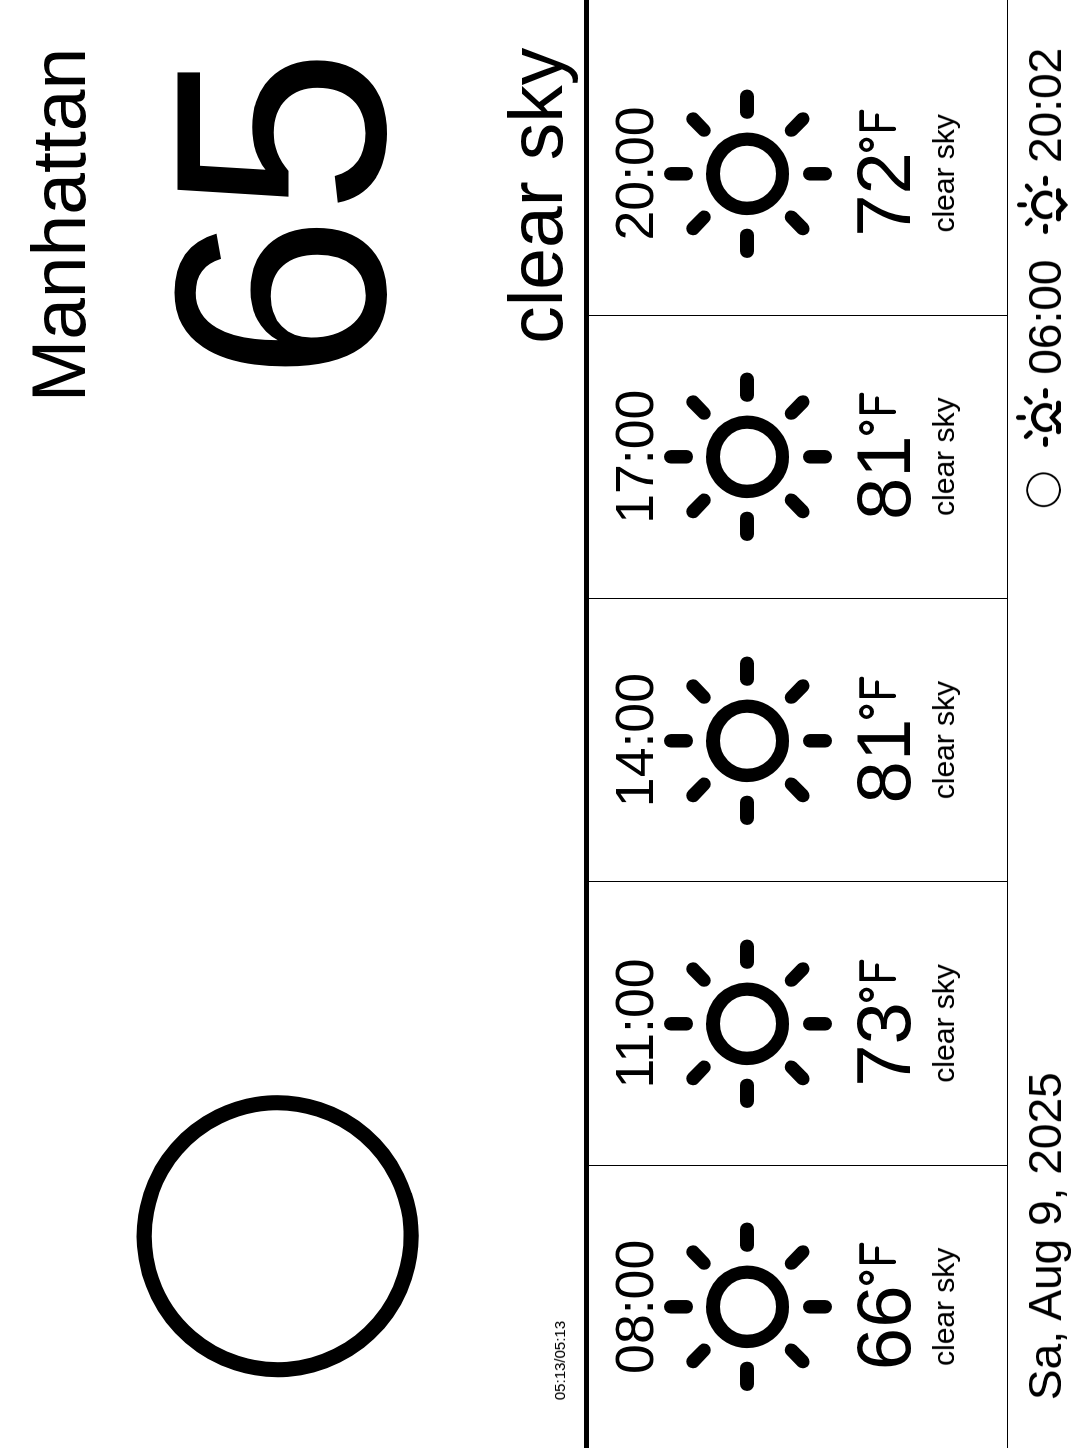 Manhattan
65
clear sky
05:13/05:13
08:00 11:00 14:00 17:00 20:00
66°F 73°F 81°F 81°F 72°F
clear sky clear sky clear sky clear sky clear sky
Sa, Aug 9, 2025 06:00 20:02